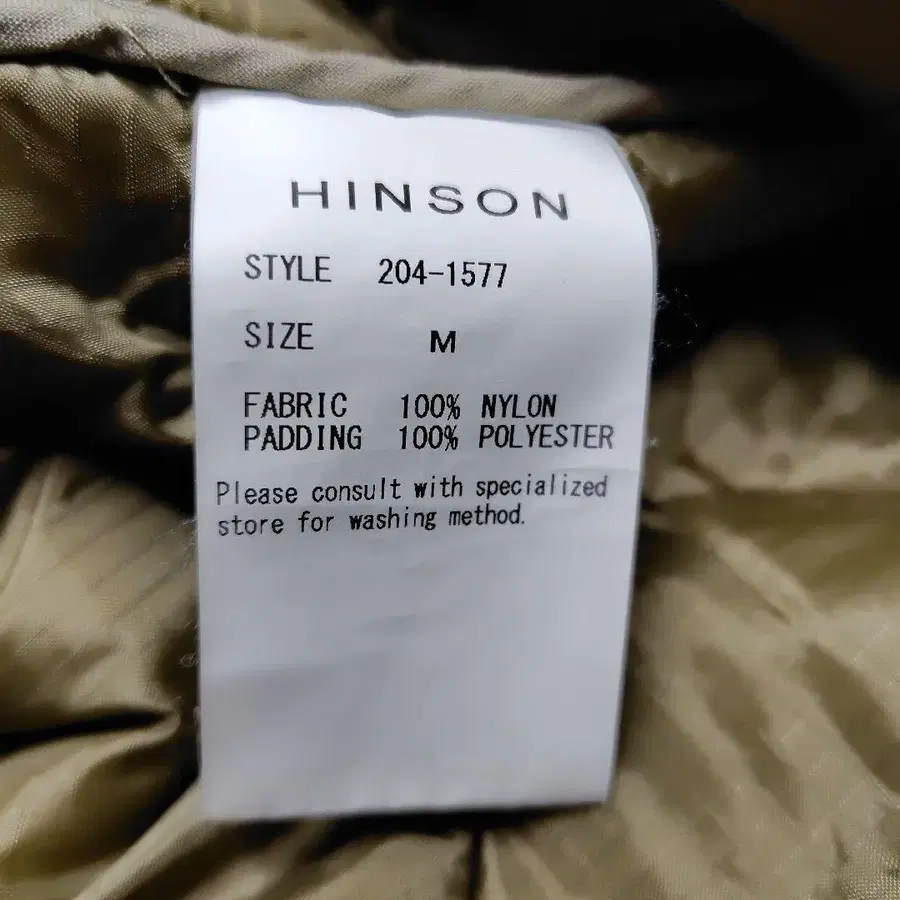 HINSON
STYLE 204-1577
SIZE M
FABRIC 100% NYLON
PADDING 100% POLYESTER
Please consult with specialized
store for washing method.